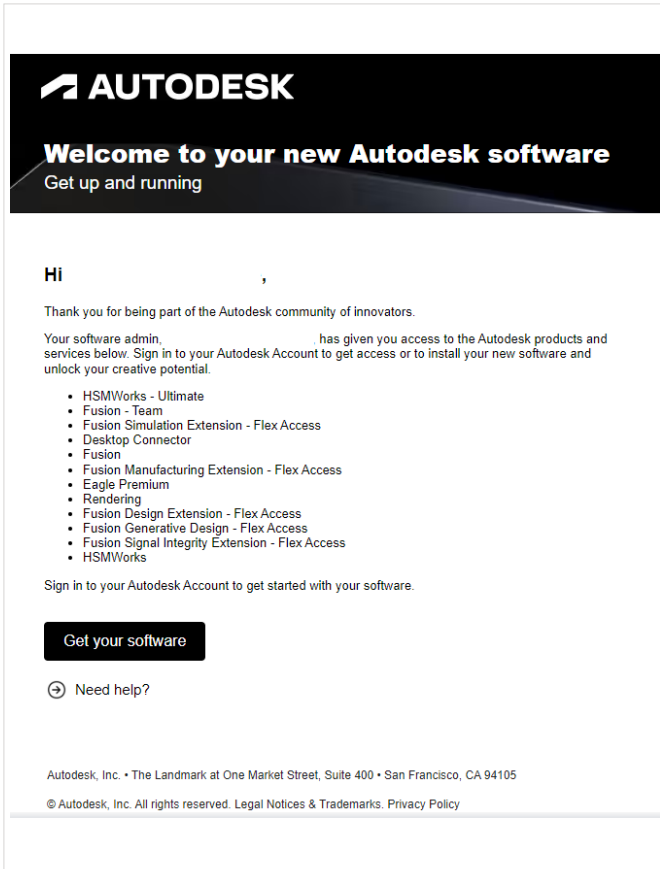 AUTODESK
Welcome to your new Autodesk software
Get up and running
Hi ,
Thank you for being part of the Autodesk community of innovators.
Your software admin, , has given you access to the Autodesk products and
services below. Sign in to your Autodesk Account to get access or to install your new software and
unlock your creative potential.
• HSMWorks - Ultimate
• Fusion - Team
• Fusion Simulation Extension - Flex Access
• Desktop Connector
• Fusion
• Fusion Manufacturing Extension - Flex Access
• Eagle Premium
• Rendering
• Fusion Design Extension - Flex Access
• Fusion Generative Design - Flex Access
• Fusion Signal Integrity Extension - Flex Access
• HSMWorks
Sign in to your Autodesk Account to get started with your software.
Get your software
Need help?
Autodesk, Inc. • The Landmark at One Market Street, Suite 400 • San Francisco, CA 94105
© Autodesk, Inc. All rights reserved. Legal Notices & Trademarks. Privacy Policy